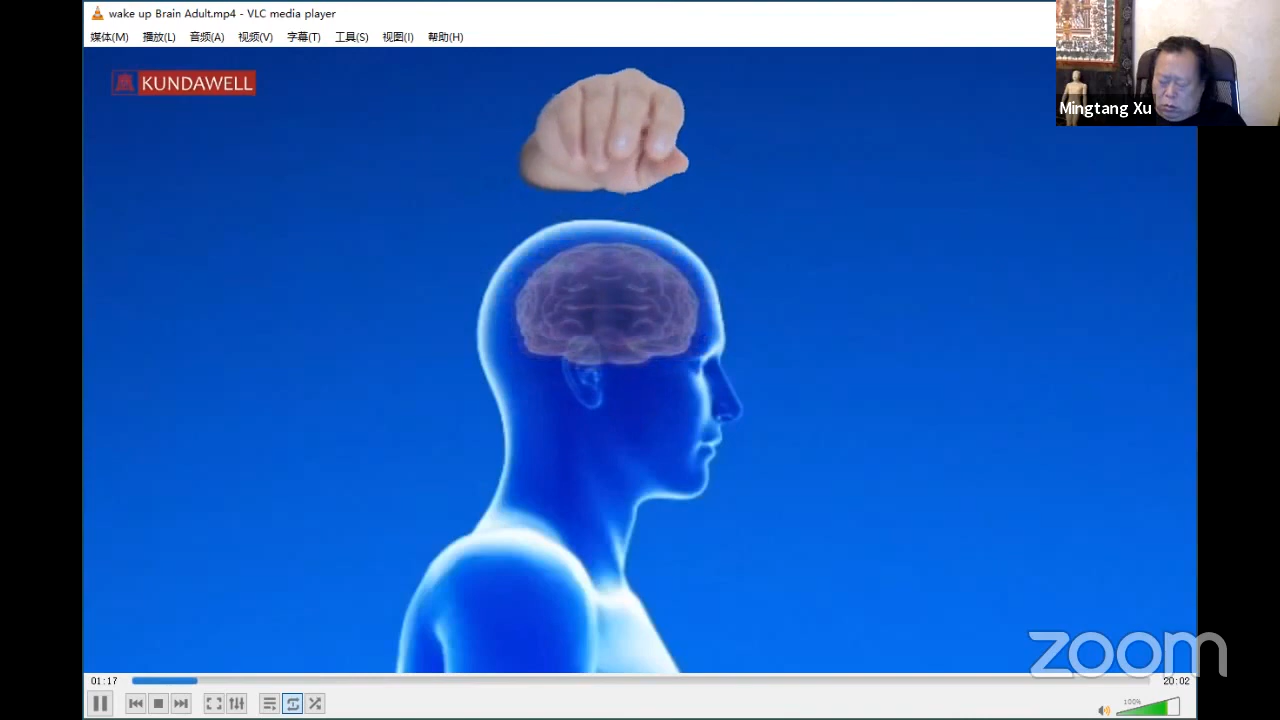 wake up Brain Adult.mp4 - VLC media player
媒体(M) 播放(L) 音频(A) 视频(V) 字幕(T) 工具(S) 视图(I) 帮助(H)
KUNDAWELL
Mingtang Xu
zoom
01:17
20:02
100%